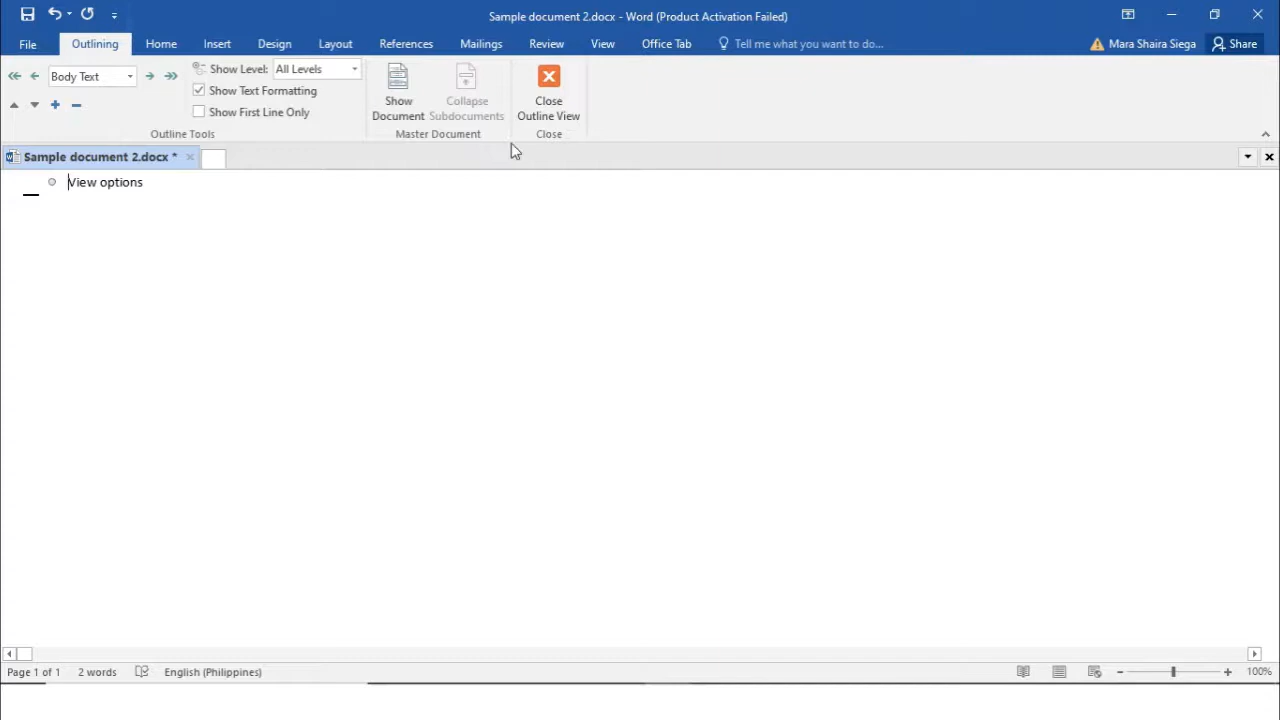 Sample document 2.docx - Word (Product Activation Failed)
File Outlining Home Insert Design Layout References Mailings Review View Office Tab Tell me what you want to do... Mara Shaira Siega Share
Body Text
Show Level: All Levels
Show Text Formatting
Show First Line Only
Outline Tools
Show Document
Collapse Subdocuments
Master Document
Close Outline View
Close
Sample document 2.docx *
View options
Page 1 of 1 2 words English (Philippines) 100%